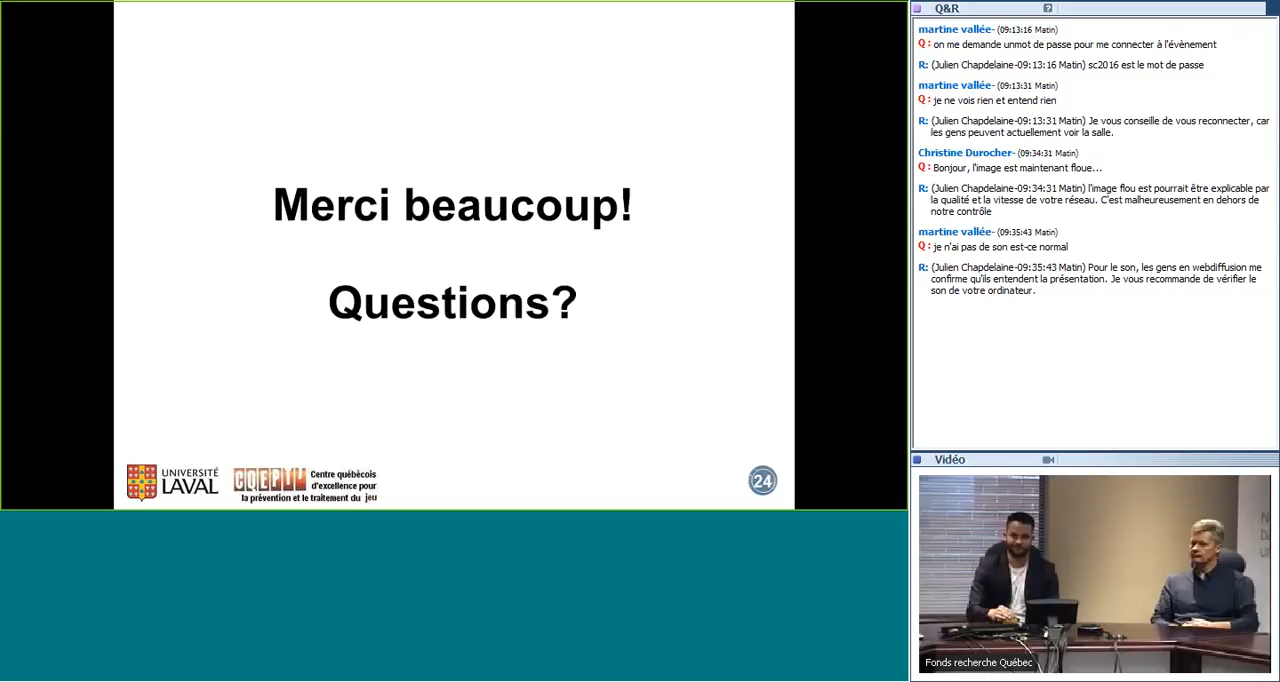 Merci beaucoup!
Questions?
UNIVERSITÉ
LAVAL
CQEPTJ
Centre québécois
d'excellence pour
la prévention et le traitement du jeu
24
Q&R
martine vallée- (09:13:16 Matin)
Q : on me demande unmot de passe pour me connecter à l'évènement
R: (Julien Chapdelaine-09:13:16 Matin) sc2016 est le mot de passe
martine vallée- (09:13:31 Matin)
Q : je ne vois rien et entend rien
R: (Julien Chapdelaine-09:13:31 Matin) Je vous conseille de vous reconnecter, car
les gens peuvent actuellement voir la salle.
Christine Durocher- (09:34:31 Matin)
Q : Bonjour, l'image est maintenant floue...
R: (Julien Chapdelaine-09:34:31 Matin) l'image flou est pourrait être explicable par
la qualité et la vitesse de votre réseau. C'est malheureusement en dehors de
notre contrôle
martine vallée- (09:35:43 Matin)
Q : je n'ai pas de son est-ce normal
R: (Julien Chapdelaine-09:35:43 Matin) Pour le son, les gens en webdiffusion me
confirme qu'ils entendent la présentation. Je vous recommande de vérifier le
son de votre ordinateur.
Vidéo
Fonds recherche Québec